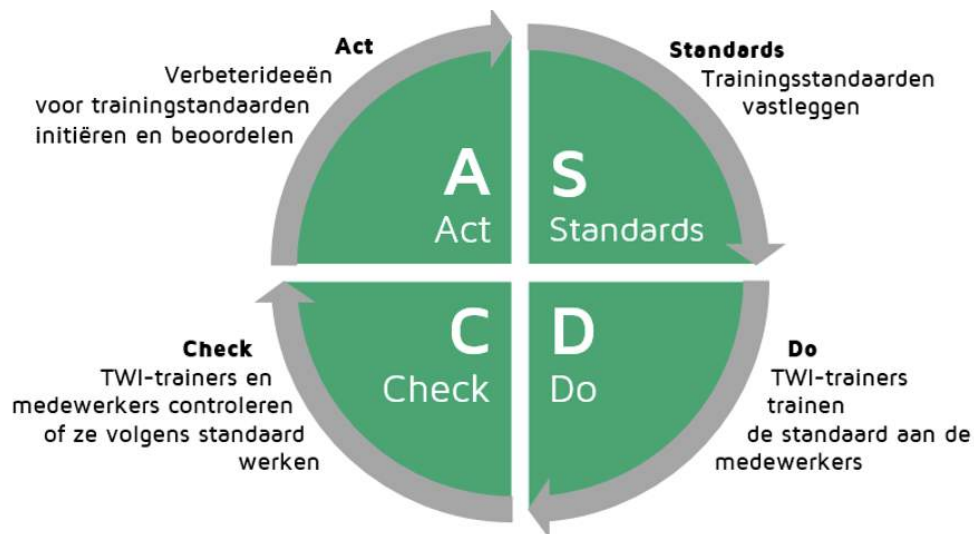 Act
Verbeterideeën
voor trainingstandaarden
initiëren en beoordelen
Standards
Trainingsstandaarden
vastleggen
A
Act
S
Standards
C
Check
D
Do
Check
TWI-trainers en
medewerkers controleren
of ze volgens standaard
werken
Do
TWI-trainers
trainen
de standaard aan de
medewerkers